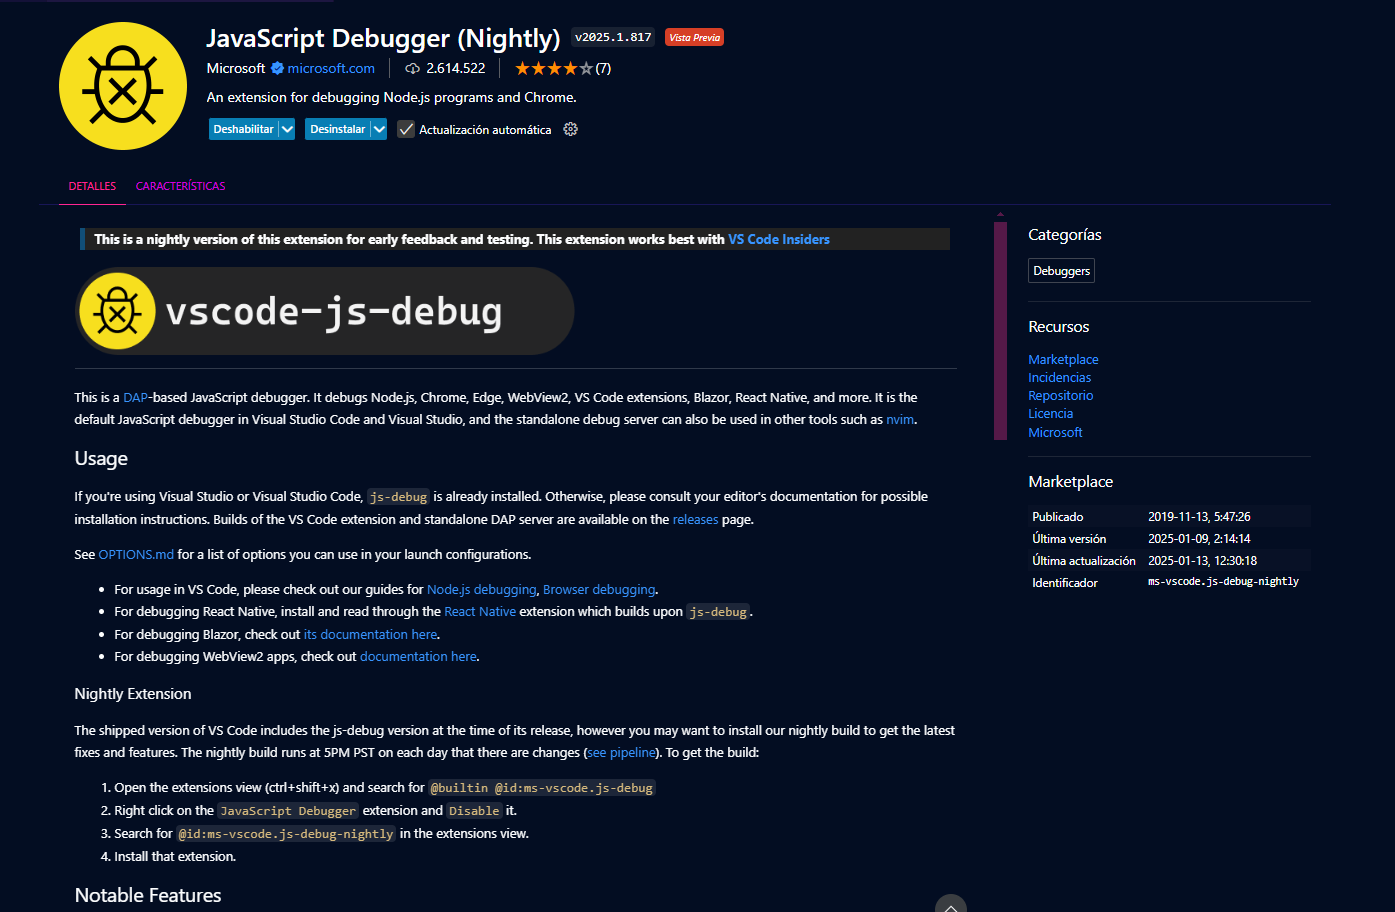 JavaScript Debugger (Nightly) v2025.1.817 Vista Previa
Microsoft microsoft.com 2.614.522 (7)
An extension for debugging Node.js programs and Chrome.
Deshabilitar Desinstalar Actualización automática
DETALLES CARACTERÍSTICAS
This is a nightly version of this extension for early feedback and testing. This extension works best with VS Code Insiders
vscode-js-debug
This is a DAP-based JavaScript debugger. It debugs Node.js, Chrome, Edge, WebView2, VS Code extensions, Blazor, React Native, and more. It is the
default JavaScript debugger in Visual Studio Code and Visual Studio, and the standalone debug server can also be used in other tools such as nvim.
Usage
If you're using Visual Studio or Visual Studio Code, js-debug is already installed. Otherwise, please consult your editor's documentation for possible
installation instructions. Builds of the VS Code extension and standalone DAP server are available on the releases page.
See OPTIONS.md for a list of options you can use in your launch configurations.
• For usage in VS Code, please check out our guides for Node.js debugging, Browser debugging.
• For debugging React Native, install and read through the React Native extension which builds upon js-debug.
• For debugging Blazor, check out its documentation here.
• For debugging WebView2 apps, check out documentation here.
Nightly Extension
The shipped version of VS Code includes the js-debug version at the time of its release, however you may want to install our nightly build to get the latest
fixes and features. The nightly build runs at 5PM PST on each day that there are changes (see pipeline). To get the build:
1. Open the extensions view (ctrl+shift+x) and search for @builtin @id:ms-vscode.js-debug
2. Right click on the JavaScript Debugger extension and Disable it.
3. Search for @id:ms-vscode.js-debug-nightly in the extensions view.
4. Install that extension.
Notable Features
Categorías
Debuggers
Recursos
Marketplace
Incidencias
Repositorio
Licencia
Microsoft
Marketplace
Publicado 2019-11-13, 5:47:26
Última versión 2025-01-09, 2:14:14
Última actualización 2025-01-13, 12:30:18
Identificador ms-vscode.js-debug-nightly